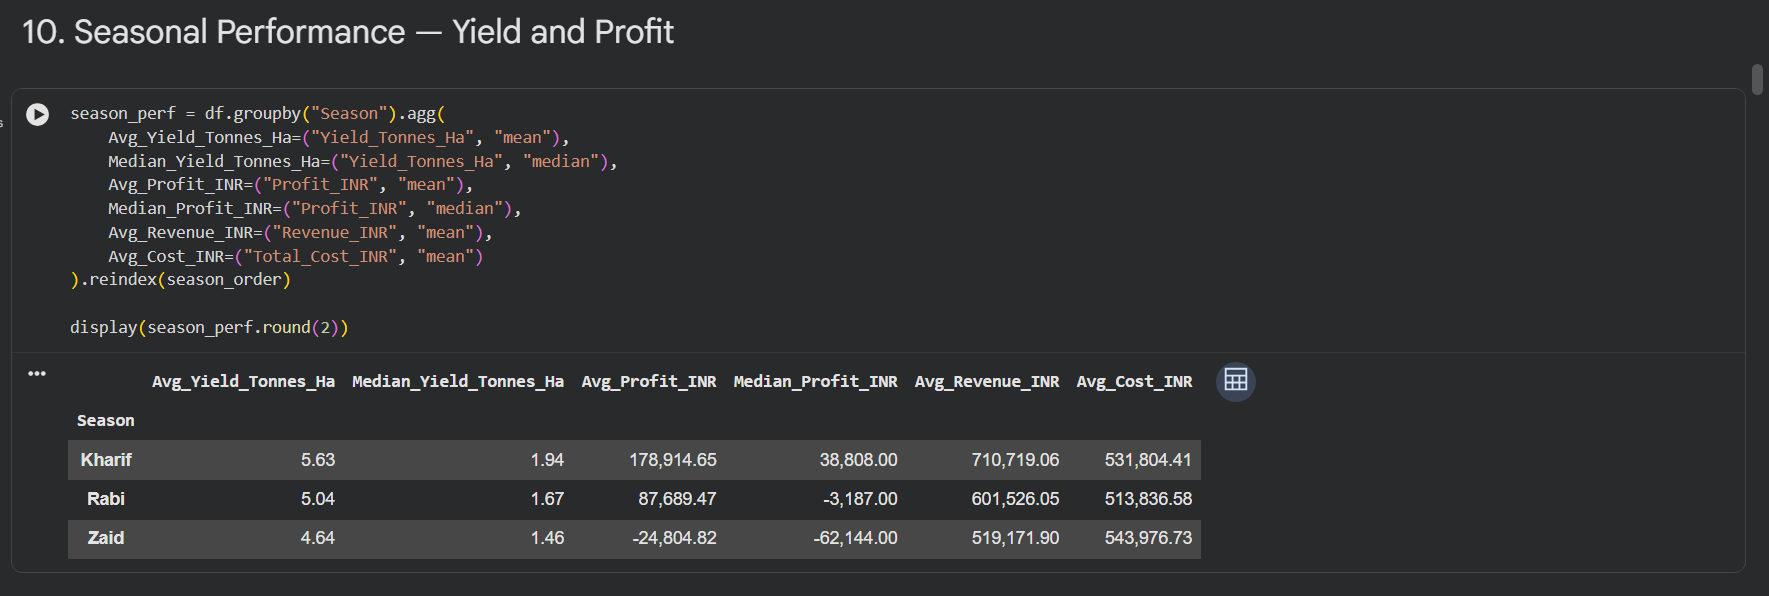 10. Seasonal Performance — Yield and Profit
season_perf = df.groupby("Season").agg(
    Avg_Yield_Tonnes_Ha=("Yield_Tonnes_Ha", "mean"),
    Median_Yield_Tonnes_Ha=("Yield_Tonnes_Ha", "median"),
    Avg_Profit_INR=("Profit_INR", "mean"),
    Median_Profit_INR=("Profit_INR", "median"),
    Avg_Revenue_INR=("Revenue_INR", "mean"),
    Avg_Cost_INR=("Total_Cost_INR", "mean")
).reindex(season_order)
display(season_perf.round(2))
Avg_Yield_Tonnes_Ha Median_Yield_Tonnes_Ha Avg_Profit_INR Median_Profit_INR Avg_Revenue_INR Avg_Cost_INR
Season
Kharif 5.63 1.94 178,914.65 38,808.00 710,719.06 531,804.41
Rabi 5.04 1.67 87,689.47 -3,187.00 601,526.05 513,836.58
Zaid 4.64 1.46 -24,804.82 -62,144.00 519,171.90 543,976.73